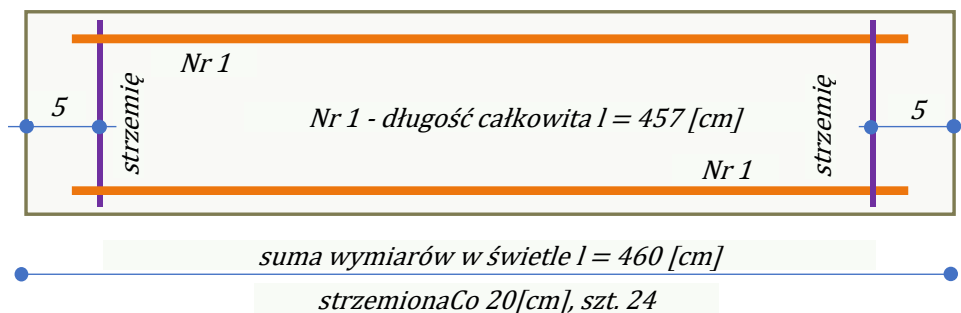 Nr 1
5
strzemię
Nr 1 - długość całkowita l = 457 [cm]
strzemię
5
Nr 1
suma wymiarów w świetle l = 460 [cm]
strzemionaCo 20[cm], szt. 24